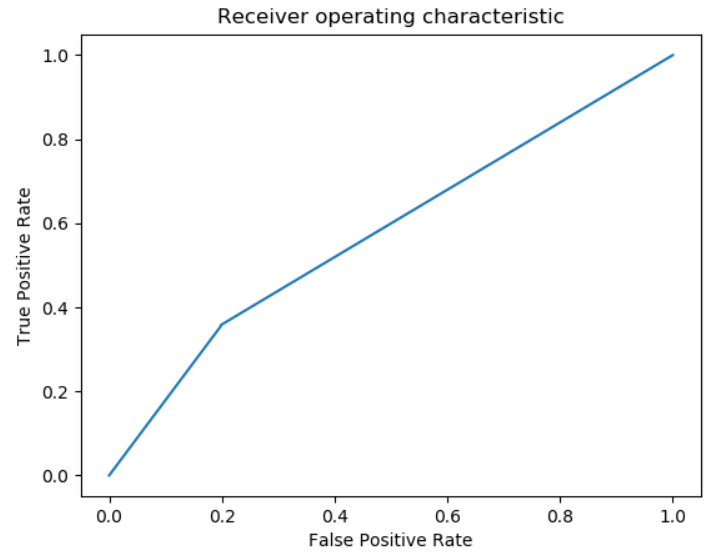 Receiver operating characteristic
1.0
0.8
0.6
0.4
0.2
0.0
True Positive Rate
0.0 0.2 0.4 0.6 0.8 1.0
False Positive Rate